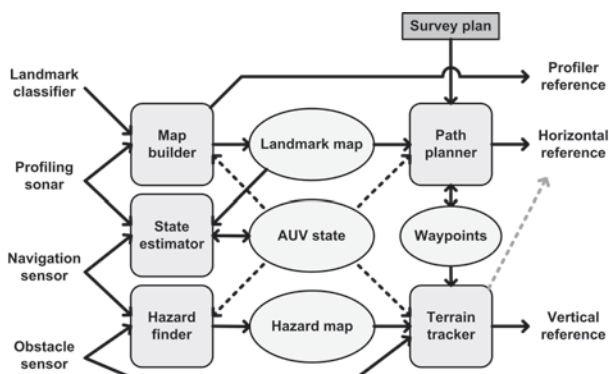 Survey plan
Landmark
classifier
Profiler
reference
Map
builder
Landmark map
Path
planner
Horizontal
reference
Profiling
sonar
State
estimator
AUV state
Waypoints
Navigation
sensor
Hazard
finder
Hazard map
Terrain
tracker
Vertical
reference
Obstacle
sensor